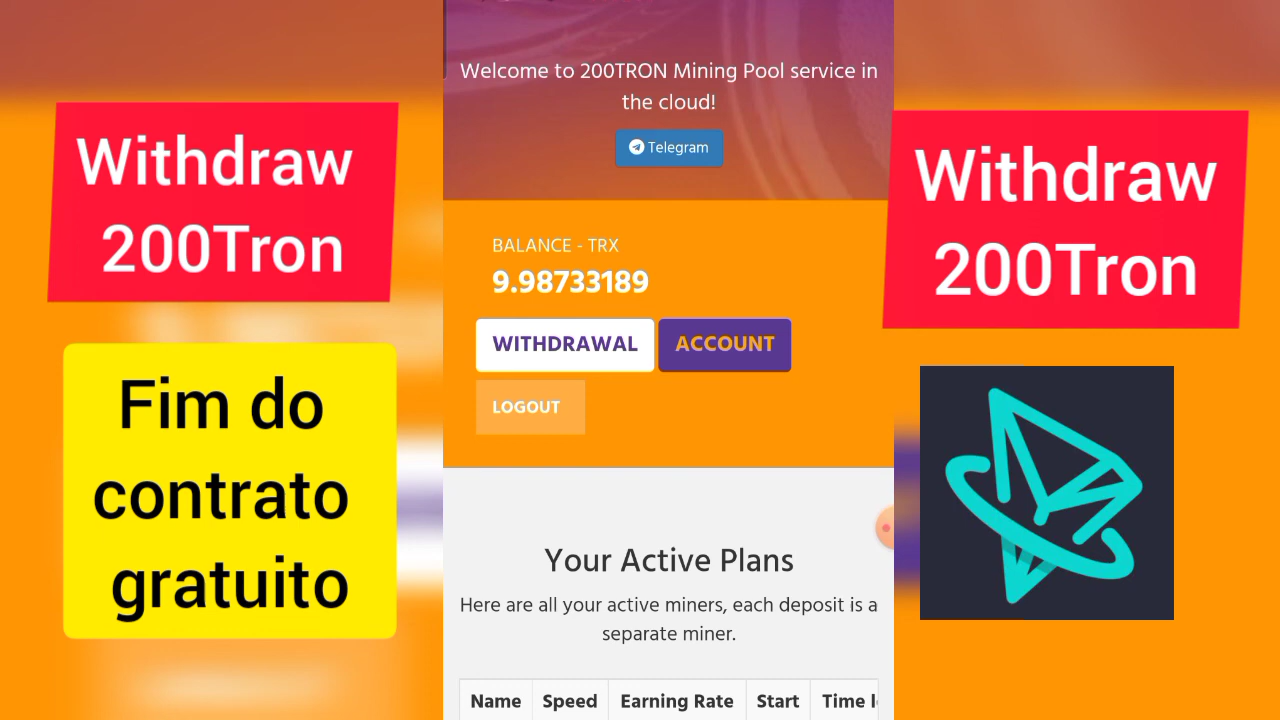 Withdraw
200Tron
Fim do
contrato
gratuito
Welcome to 200TRON Mining Pool service in
the cloud!
Telegram
BALANCE - TRX
9.98733189
WITHDRAWAL
ACCOUNT
LOGOUT
Your Active Plans
Here are all your active miners, each deposit is a
separate miner.
Name
Speed
Earning Rate
Start
Time
Withdraw
200Tron